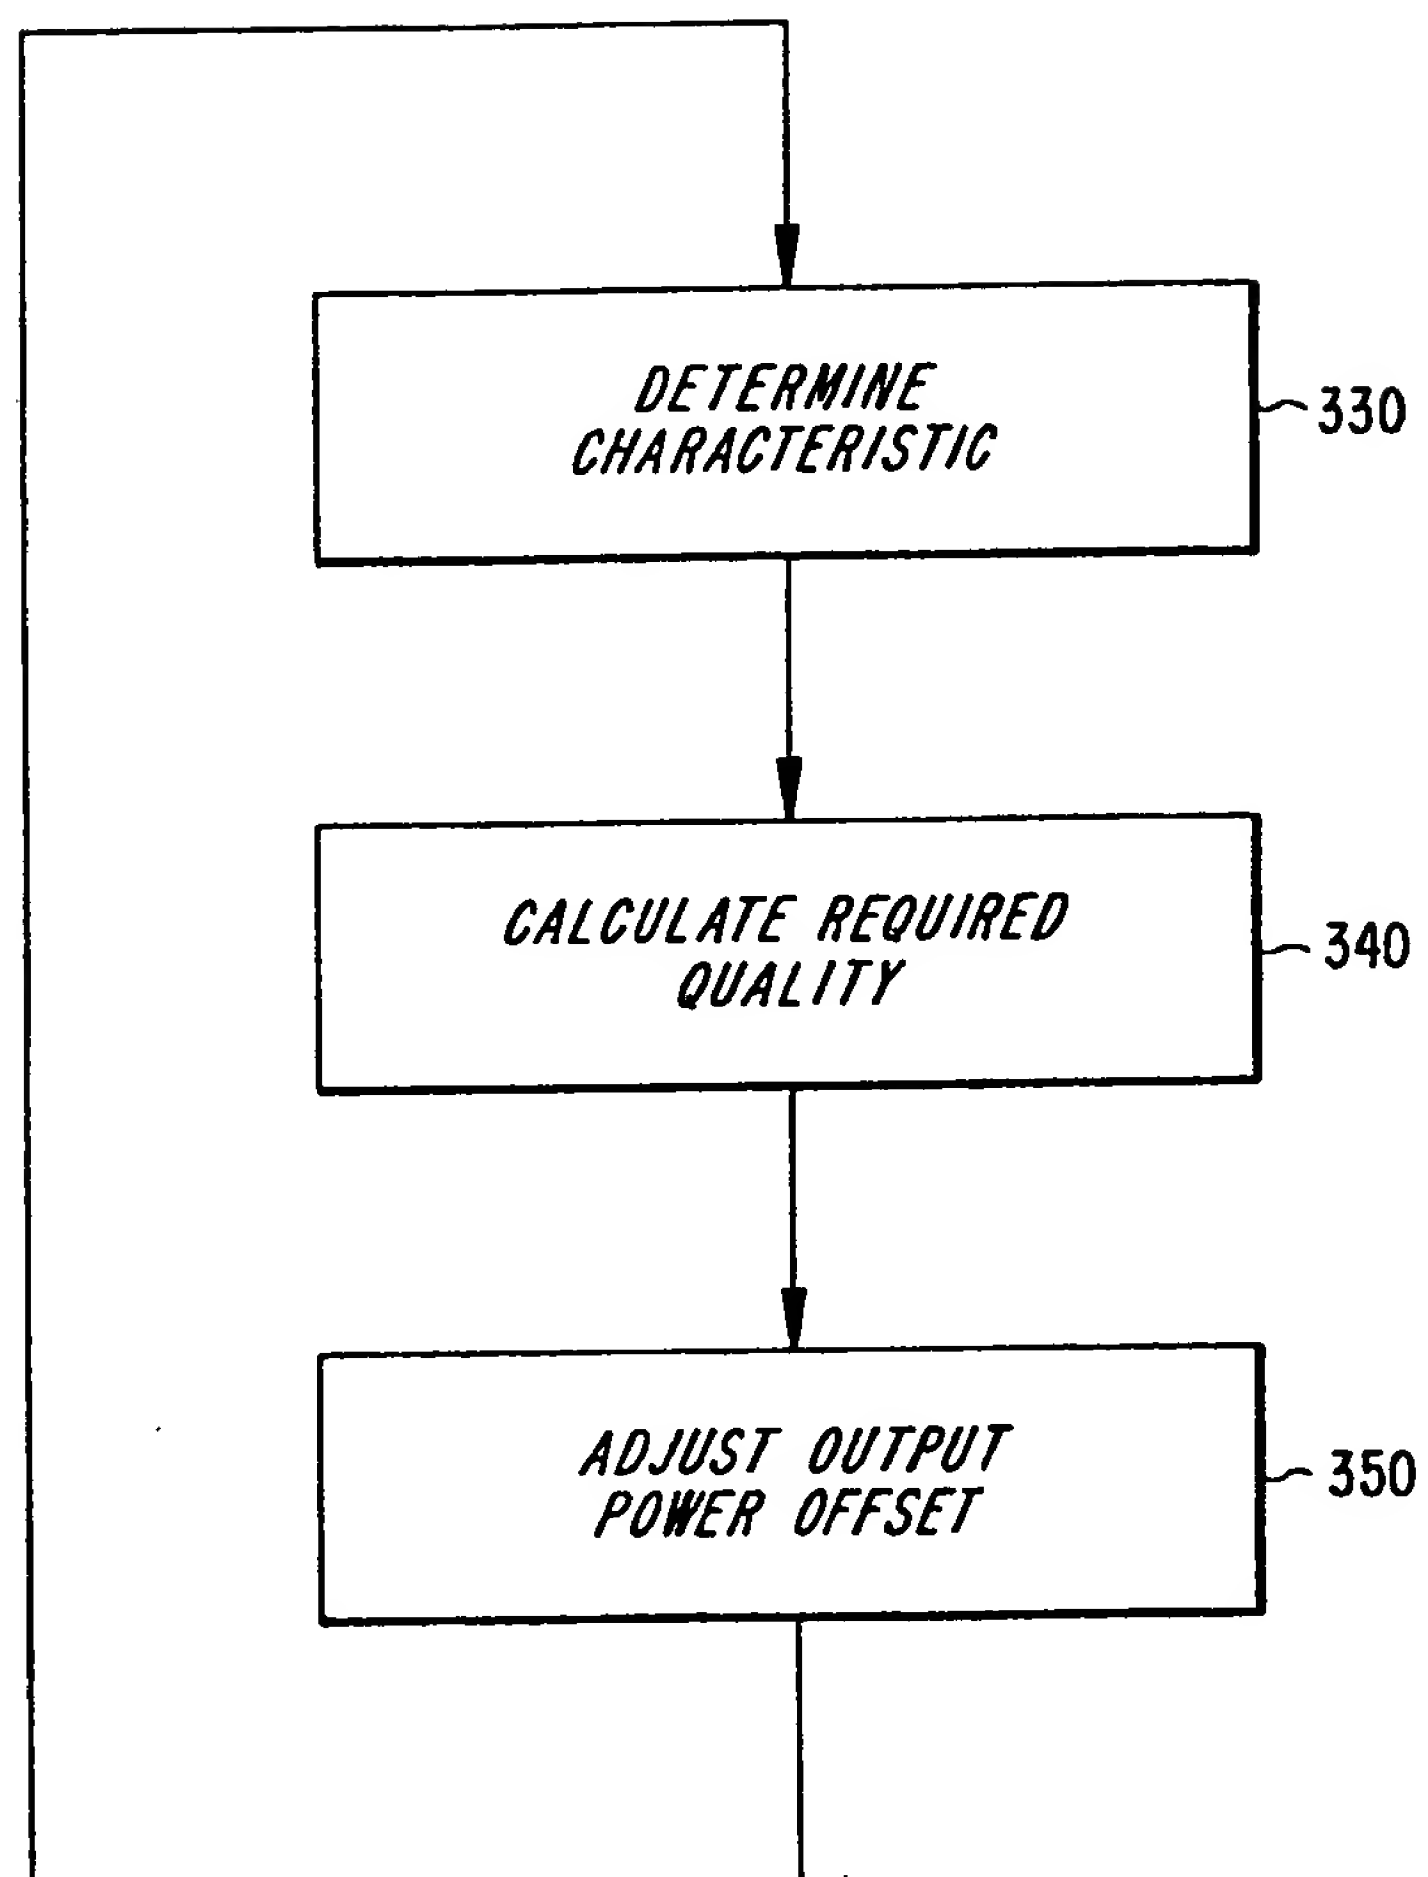 DETERMINE
CHARACTERISTIC
330
CALCULATE REQUIRED
QUALITY
340
ADJUST OUTPUT
POWER OFFSET
350